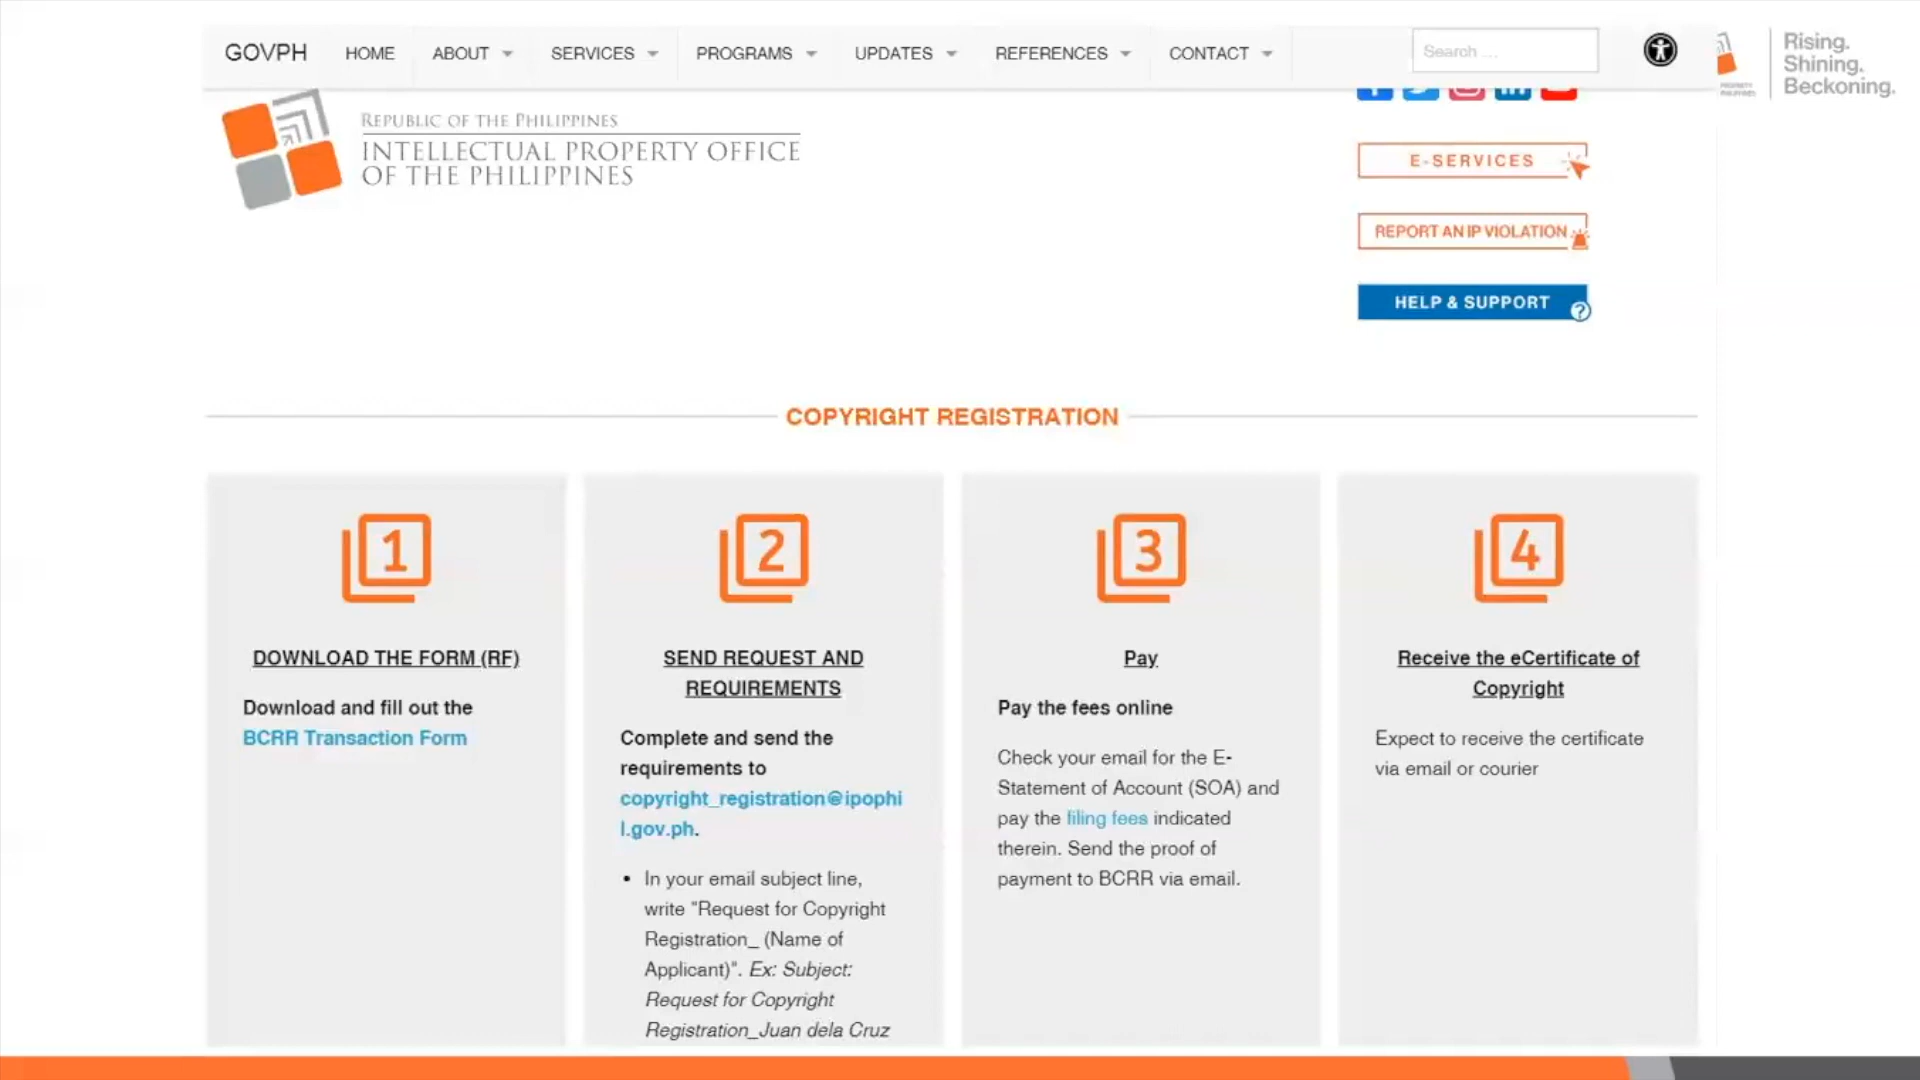 GOVPH
HOME
ABOUT
SERVICES
PROGRAMS
UPDATES
REFERENCES
CONTACT
Search ...
Rising.
Shining.
Beckoning.
REPUBLIC OF THE PHILIPPINES
INTELLECTUAL PROPERTY OFFICE
OF THE PHILIPPINES
E-SERVICES
REPORT AN IP VIOLATION
HELP & SUPPORT
COPYRIGHT REGISTRATION
1
DOWNLOAD THE FORM (RF)
Download and fill out the
BCRR Transaction Form
2
SEND REQUEST AND
REQUIREMENTS
Complete and send the
requirements to
copyright_registration@ipophi
l.gov.ph.
• In your email subject line,
write "Request for Copyright
Registration_ (Name of
Applicant)". Ex: Subject:
Request for Copyright
Registration_Juan dela Cruz
3
Pay
Pay the fees online
Check your email for the E-
Statement of Account (SOA) and
pay the filing fees indicated
therein. Send the proof of
payment to BCRR via email.
4
Receive the eCertificate of
Copyright
Expect to receive the certificate
via email or courier